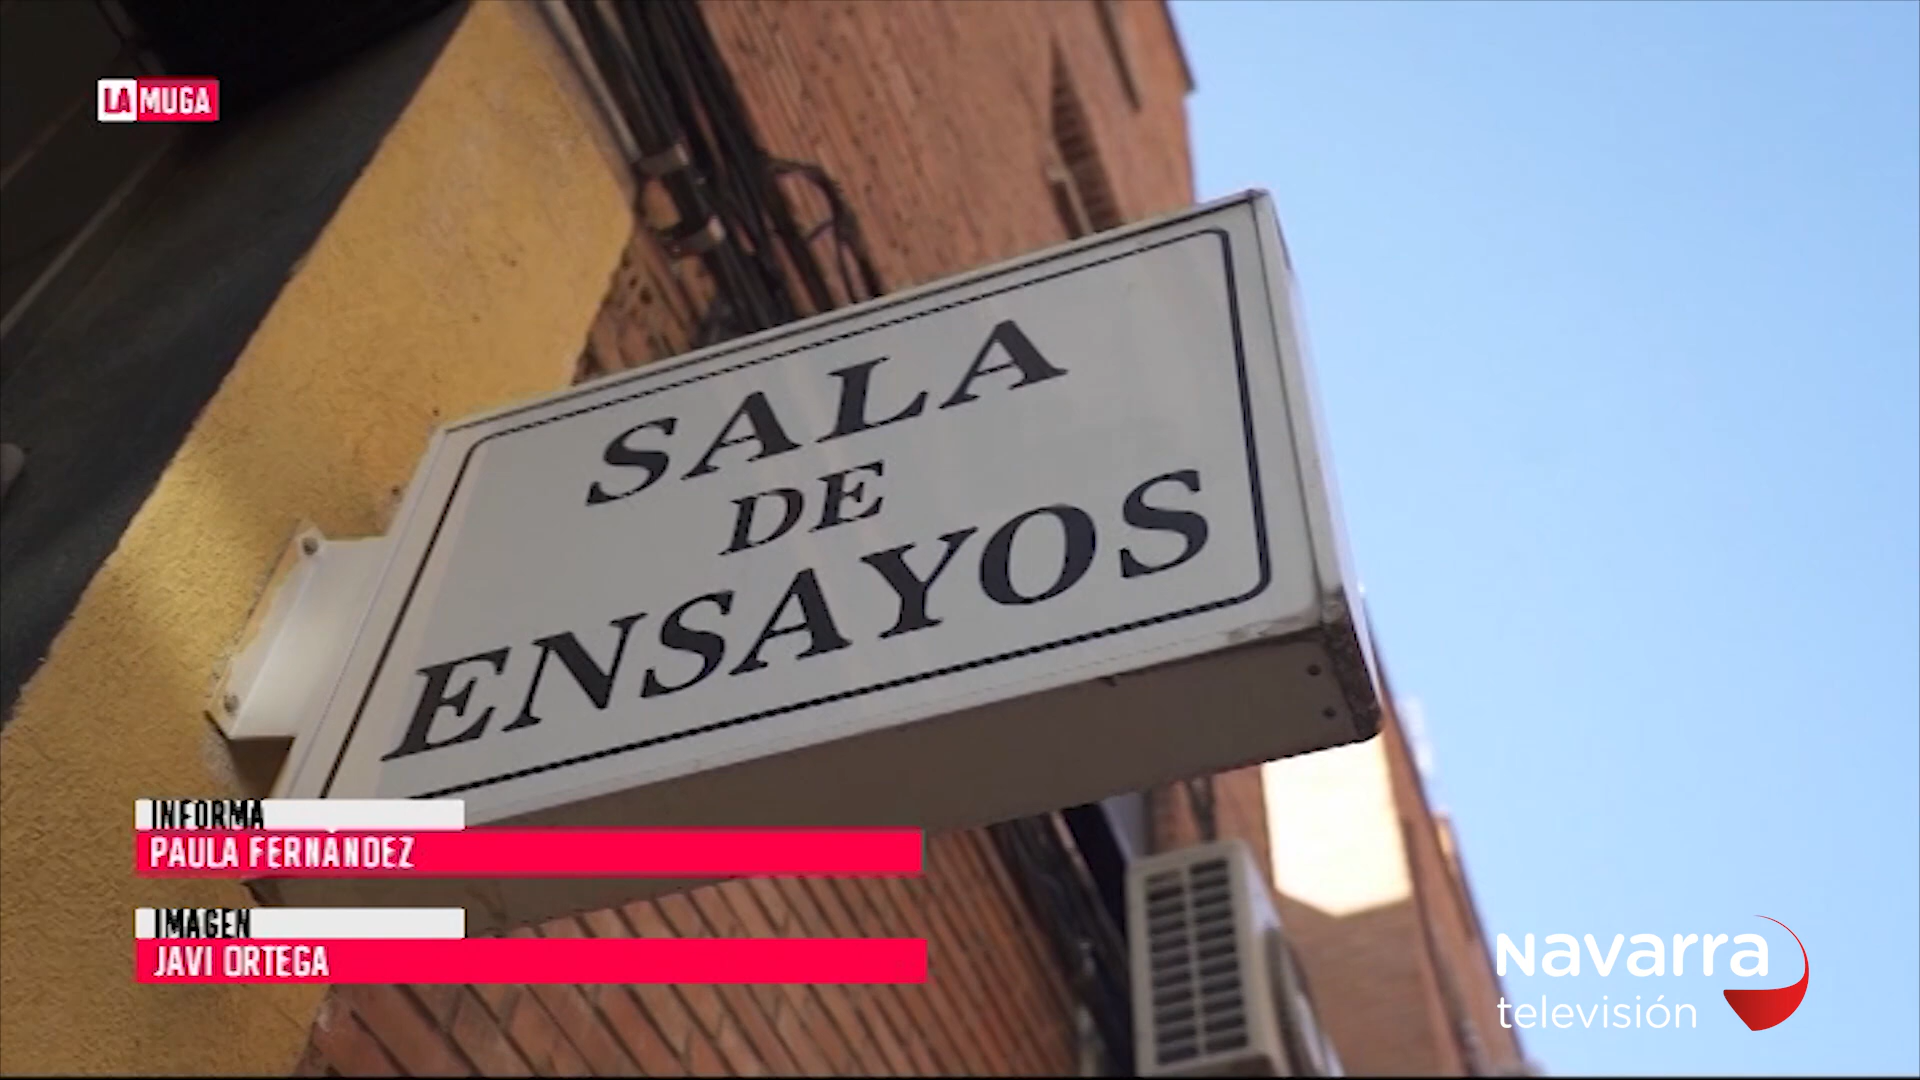 LA MUGA
SALA
DE
ENSAYOS
INFORMA
PAULA FERNÁNDEZ
IMAGEN
JAVI ORTEGA
Navarra
televisión